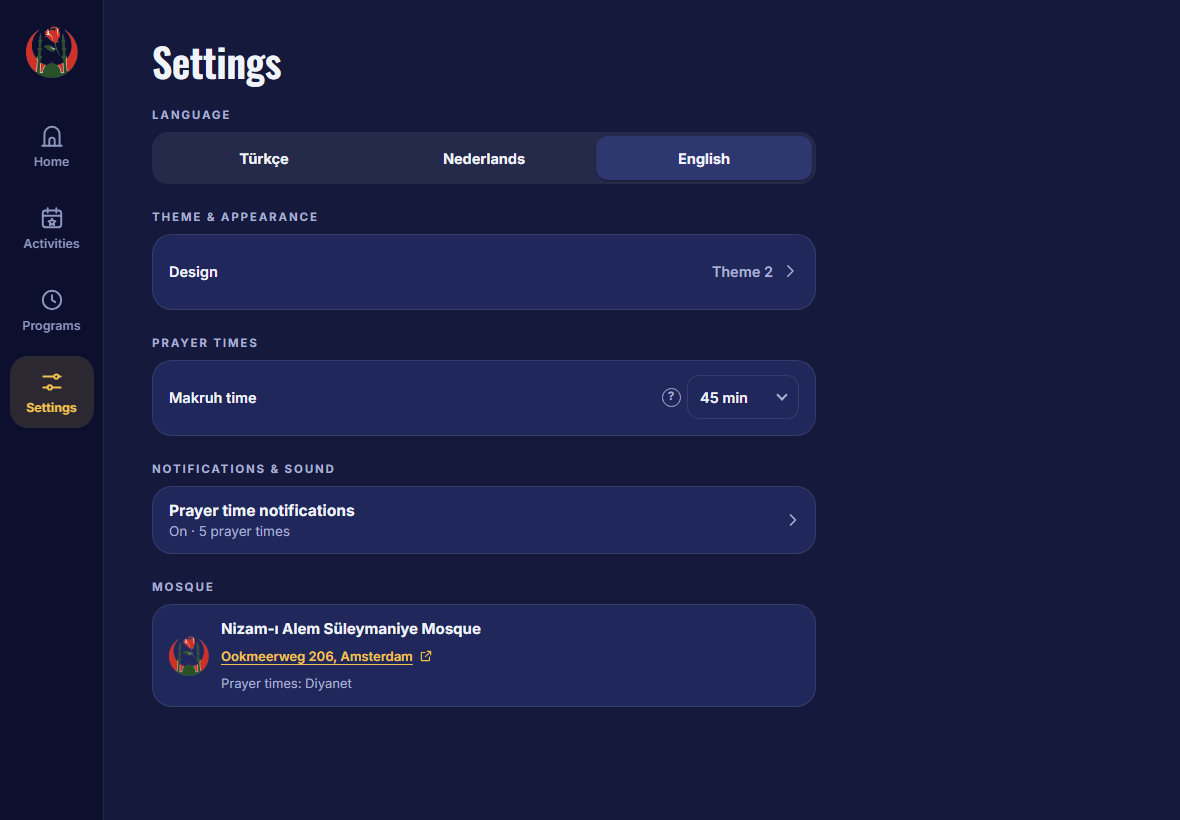 Settings
LANGUAGE
Türkçe
Nederlands
English
THEME & APPEARANCE
Design
Theme 2
PRAYER TIMES
Makruh time
?
45 min
NOTIFICATIONS & SOUND
Prayer time notifications
On · 5 prayer times
MOSQUE
Nizam-ı Alem Süleymaniye Mosque
Ookmeerweg 206, Amsterdam
Prayer times: Diyanet
Home
Activities
Programs
Settings